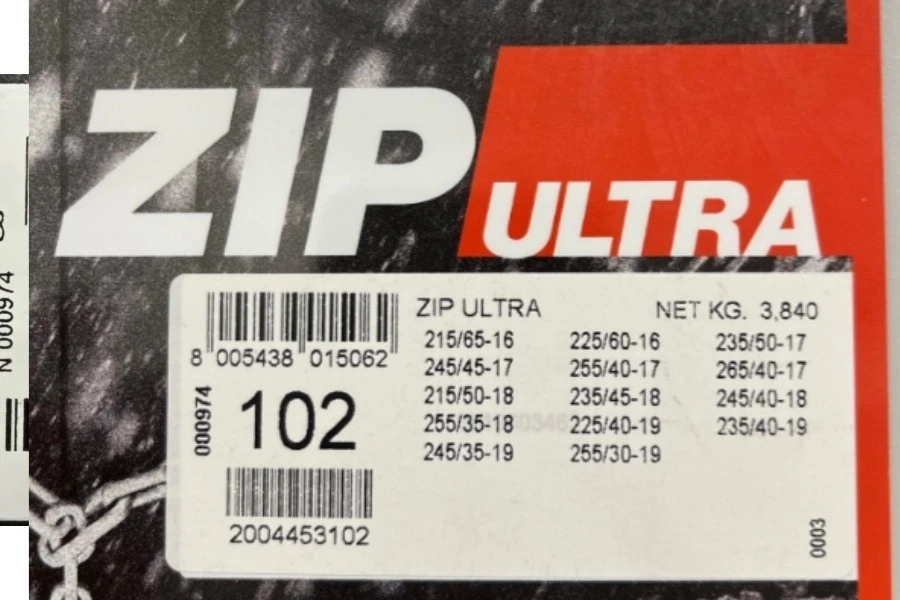 ZIP
ULTRA
ZIP ULTRA NET KG. 3,840
215/65-16 225/60-16 235/50-17
245/45-17 255/40-17 265/40-17
215/50-18 235/45-18 245/40-18
255/35-18 225/40-19 235/40-19
245/35-19 255/30-19
8 005438 015062
000974
102
2004453102
0003
N 000974